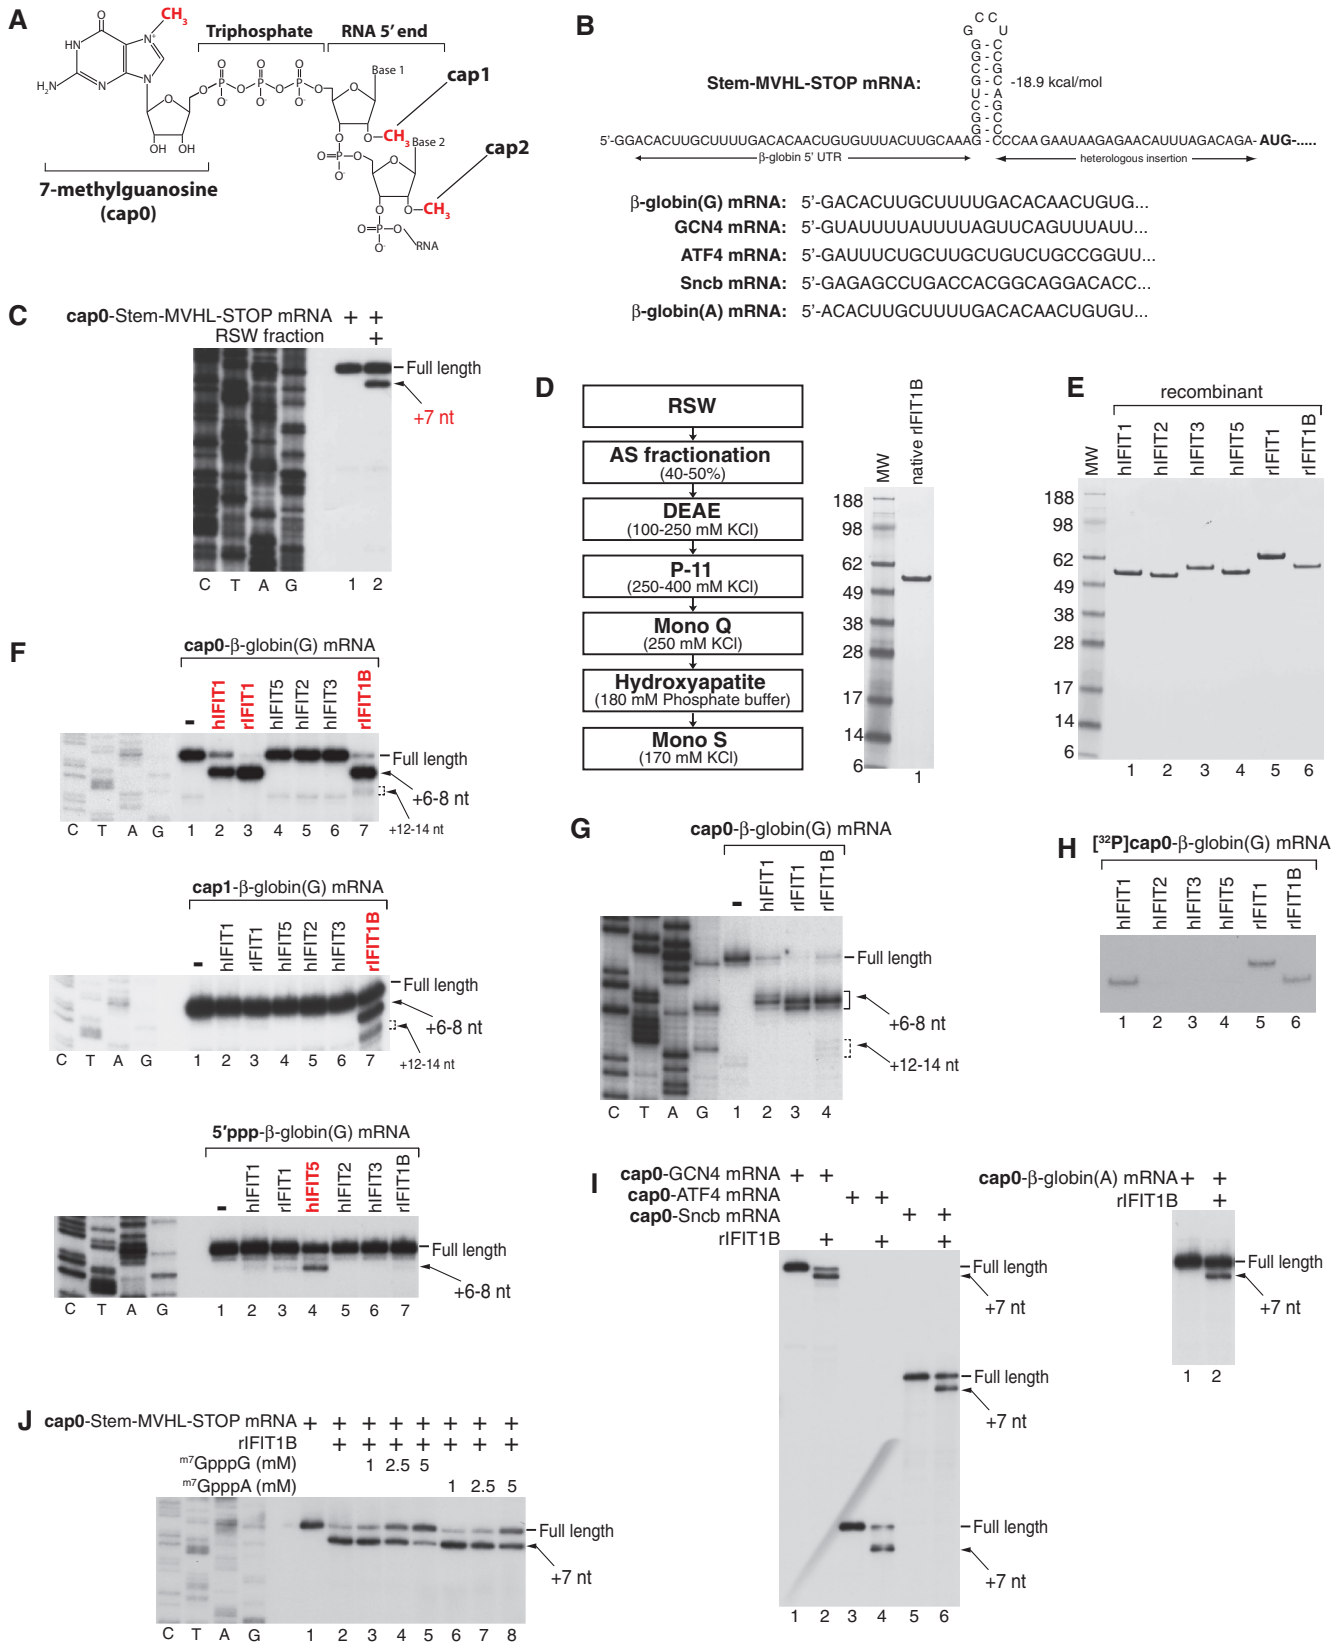 A
CH3
Triphosphate
RNA 5' end
O
N+
HN
H2N
N
N
O
O
P
O
P
O
P
O
O-
O-
O-
Base 1
cap1
OH
OH
O
O–CH3
Base 2
cap2
O=P–O
O-
O–CH3
O=P–O
O-
RNA
7-methylguanosine
(cap0)
B
Stem-MVHL-STOP mRNA:
C C
G U
G - C
G - C
C - G
G - C
U - A
C - G
G - C
G - C
-18.9 kcal/mol
5'-GGACACUUGCUUUUGACACAACUGUGUUUACUUGCAAAG - CCCAAGAAUAAGAGAACAUUUAGACAGA- AUG-.....
β-globin 5' UTR
heterologous insertion
β-globin(G) mRNA: 5'-GACACUUGCUUUUGACACAACUGUG...
GCN4 mRNA: 5'-GUAUUUUAUUUUAGUUCAGUUUAUU...
ATF4 mRNA: 5'-GAUUUCUGCUUGCUGUCUGCCGGUU...
Sncb mRNA: 5'-GAGAGCCUGACCACGGCAGGACACC...
β-globin(A) mRNA: 5'-ACACUUGCUUUUGACACAACUGUGU...
C
cap0-Stem-MVHL-STOP mRNA + +
RSW fraction +
Full length
+7 nt
C T A G 1 2
D
RSW
AS fractionation
(40-50%)
DEAE
(100-250 mM KCl)
P-11
(250-400 mM KCl)
Mono Q
(250 mM KCl)
Hydroxyapatite
(180 mM Phosphate buffer)
Mono S
(170 mM KCl)
MW
native rIFIT1B
188
98
62
49
38
28
17
14
6
1
E
recombinant
MW
hIFIT1
hIFIT2
hIFIT3
hIFIT5
rIFIT1
rIFIT1B
188
98
62
49
38
28
17
14
6
1 2 3 4 5 6
F
cap0-β-globin(G) mRNA
- hIFIT1 rIFIT1 hIFIT5 hIFIT2 hIFIT3 rIFIT1B
Full length
+6-8 nt
+12-14 nt
C T A G 1 2 3 4 5 6 7
cap1-β-globin(G) mRNA
- hIFIT1 rIFIT1 hIFIT5 hIFIT2 hIFIT3 rIFIT1B
Full length
+6-8 nt
+12-14 nt
C T A G 1 2 3 4 5 6 7
5'ppp-β-globin(G) mRNA
- hIFIT1 rIFIT1 hIFIT5 hIFIT2 hIFIT3 rIFIT1B
Full length
+6-8 nt
C T A G 1 2 3 4 5 6 7
G
cap0-β-globin(G) mRNA
- hIFIT1 rIFIT1 rIFIT1B
Full length
+6-8 nt
+12-14 nt
C T A G 1 2 3 4
H
[32P]cap0-β-globin(G) mRNA
hIFIT1 hIFIT2 hIFIT3 hIFIT5 rIFIT1 rIFIT1B
1 2 3 4 5 6
I
cap0-GCN4 mRNA + +
cap0-ATF4 mRNA + +
cap0-Sncb mRNA + +
rIFIT1B + + +
Full length
+7 nt
Full length
+7 nt
Full length
+7 nt
1 2 3 4 5 6
cap0-β-globin(A) mRNA + +
rIFIT1B +
Full length
+7 nt
1 2
J
cap0-Stem-MVHL-STOP mRNA + + + + + + + +
rIFIT1B + + + + + + +
m7GpppG (mM) 1 2.5 5
m7GpppA (mM) 1 2.5 5
Full length
+7 nt
C T A G 1 2 3 4 5 6 7 8